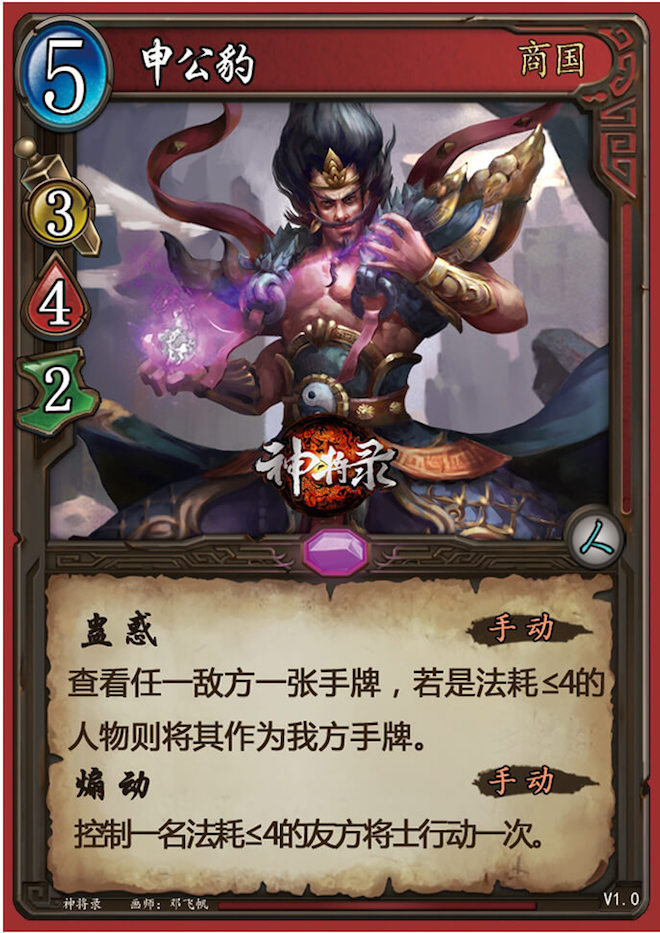 5 申公豹 商国
3
4
2
神将录
人
蛊惑 手动
查看任一敌方一张手牌，若是法耗≤4的
人物则将其作为我方手牌。
煽动 手动
控制一名法耗≤4的友方将士行动一次。
神将录 画师：邓飞帆 V1.0